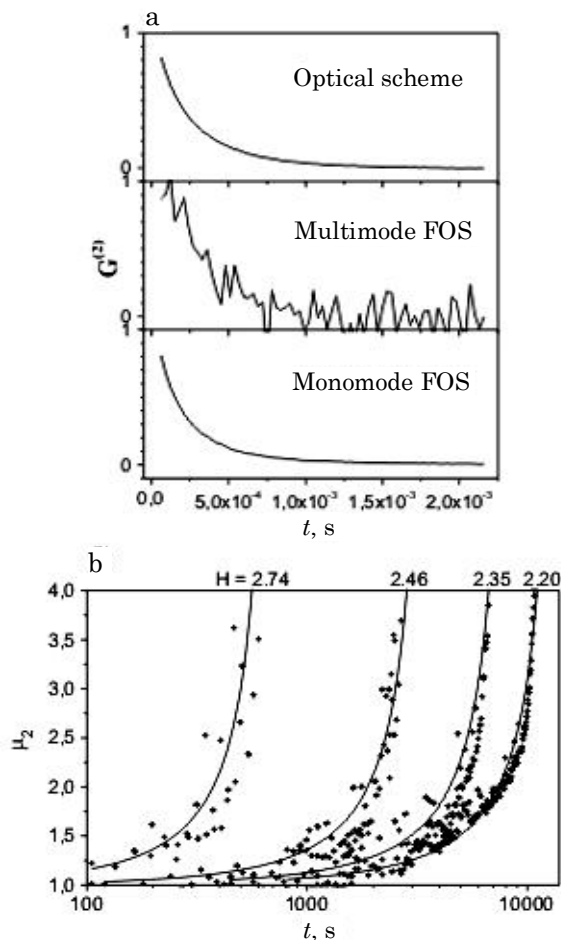 a
1
Optical scheme
0
1
Multimode FOS
G(2)
0
1
Monomode FOS
0
0,0 5,0x10-4 1,0x10-3 1,5x10-3 2,0x10-3
t, s
b
H = 2.74 2.46 2.35 2.20
4,0
3,5
3,0
μ2
2,5
2,0
1,5
1,0
100 1000 10000
t, s